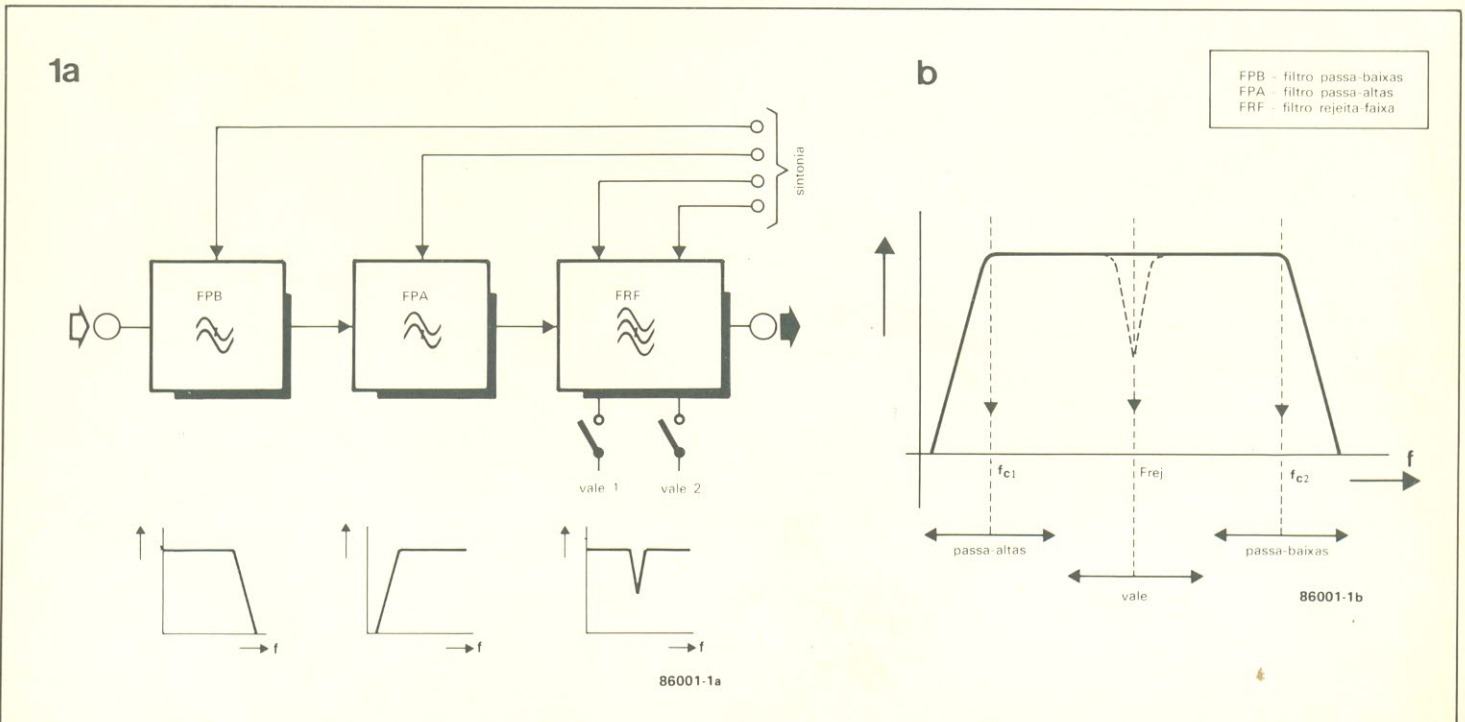 1a
sintonia
FPB
FPA
FRF
vale 1
vale 2
f
f
f
86001-1a
b
FPB - filtro passa-baixas
FPA - filtro passa-altas
FRF - filtro rejeita-faixa
f
fc1
Frej
fc2
passa-altas
passa-baixas
vale
86001-1b